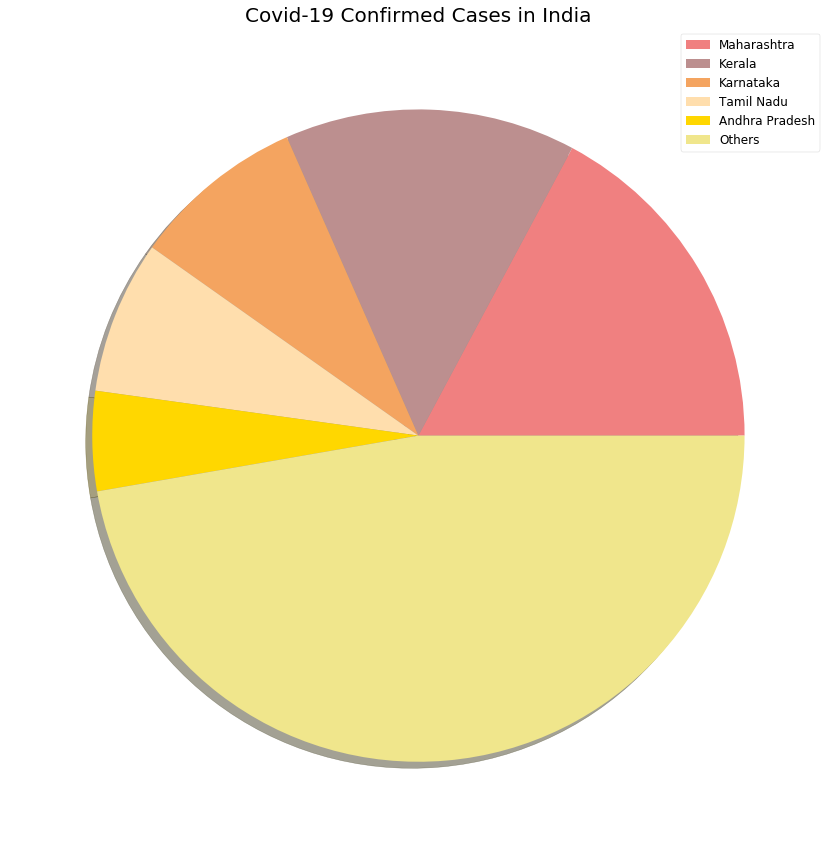 Covid-19 Confirmed Cases in India
Maharashtra
Kerala
Karnataka
Tamil Nadu
Andhra Pradesh
Others